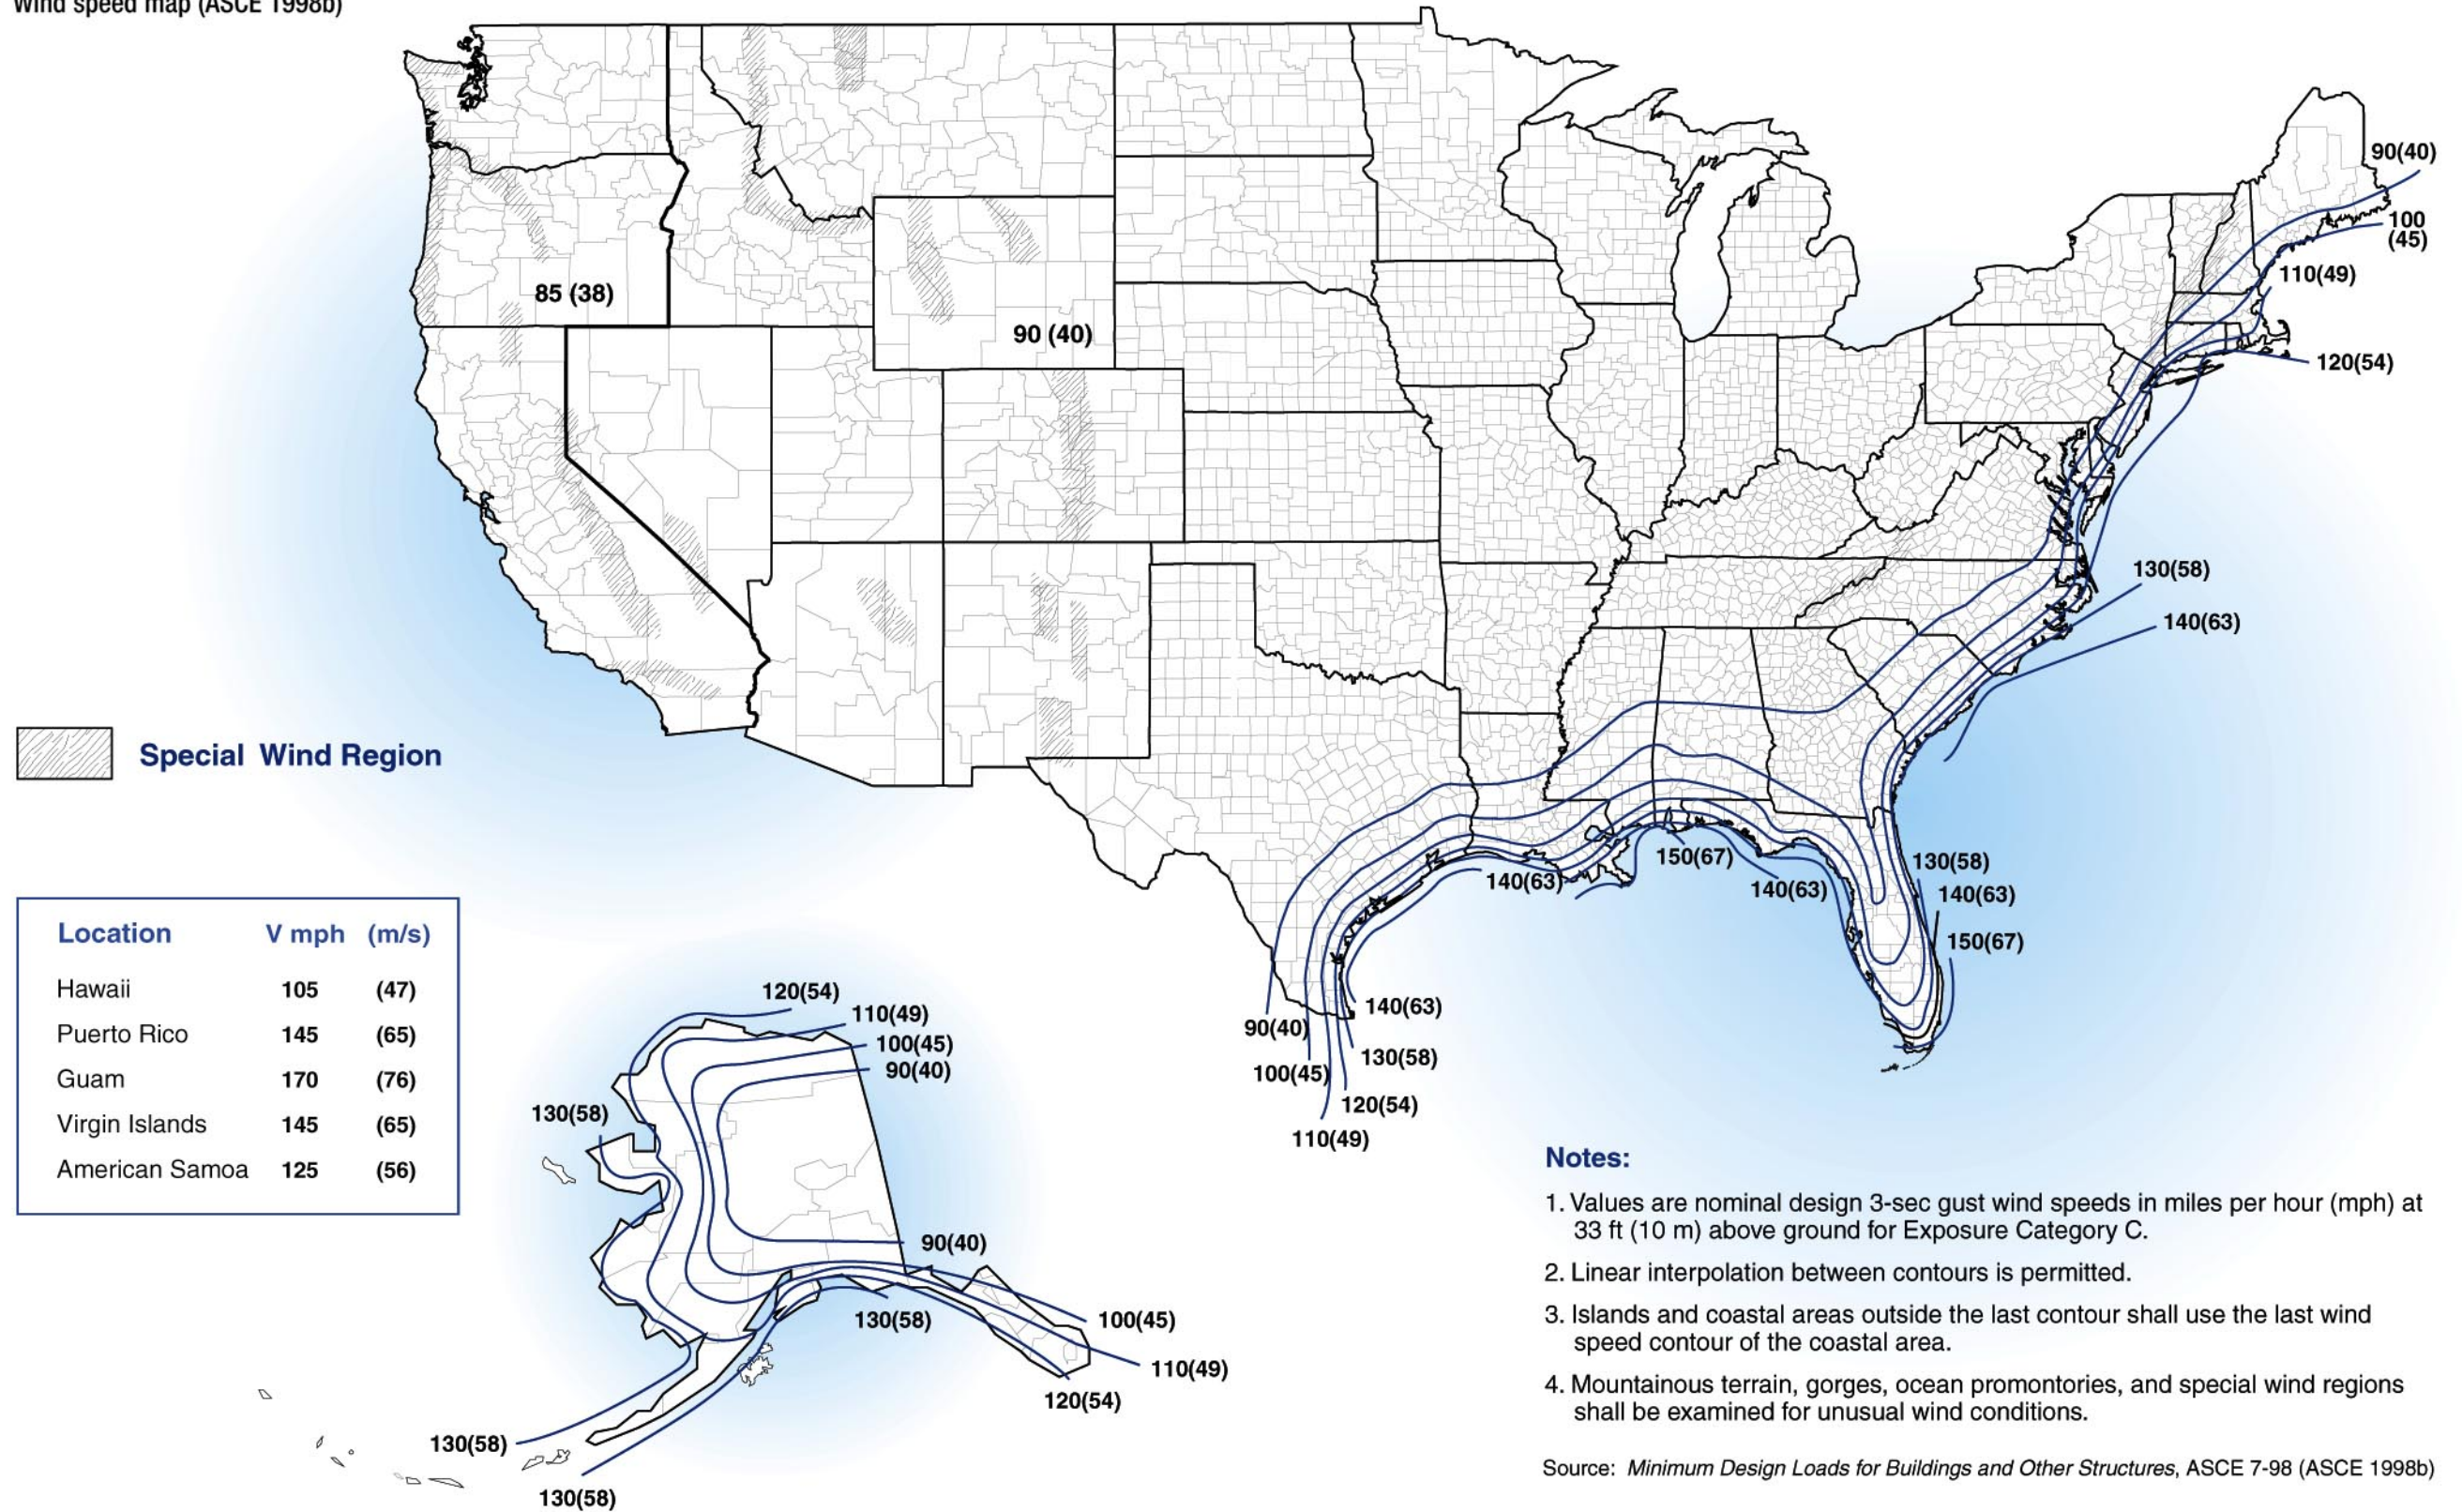 Wind speed map (ASCE 1998b)
90(40)
100
(45)
110(49)
85 (38)
90 (40)
120(54)
130(58)
140(63)
Special Wind Region
150(67)
140(63)
140(63)
130(58)
140(63)
150(67)
Location V mph (m/s)
Hawaii 105 (47)
Puerto Rico 145 (65)
Guam 170 (76)
Virgin Islands 145 (65)
American Samoa 125 (56)
120(54)
110(49)
100(45)
90(40)
130(58)
90(40)
130(58)
100(45)
110(49)
120(54)
130(58)
130(58)
140(63)
90(40)
130(58)
100(45)
120(54)
110(49)
Notes:
1. Values are nominal design 3-sec gust wind speeds in miles per hour (mph) at
33 ft (10 m) above ground for Exposure Category C.
2. Linear interpolation between contours is permitted.
3. Islands and coastal areas outside the last contour shall use the last wind
speed contour of the coastal area.
4. Mountainous terrain, gorges, ocean promontories, and special wind regions
shall be examined for unusual wind conditions.
Source: Minimum Design Loads for Buildings and Other Structures, ASCE 7-98 (ASCE 1998b)